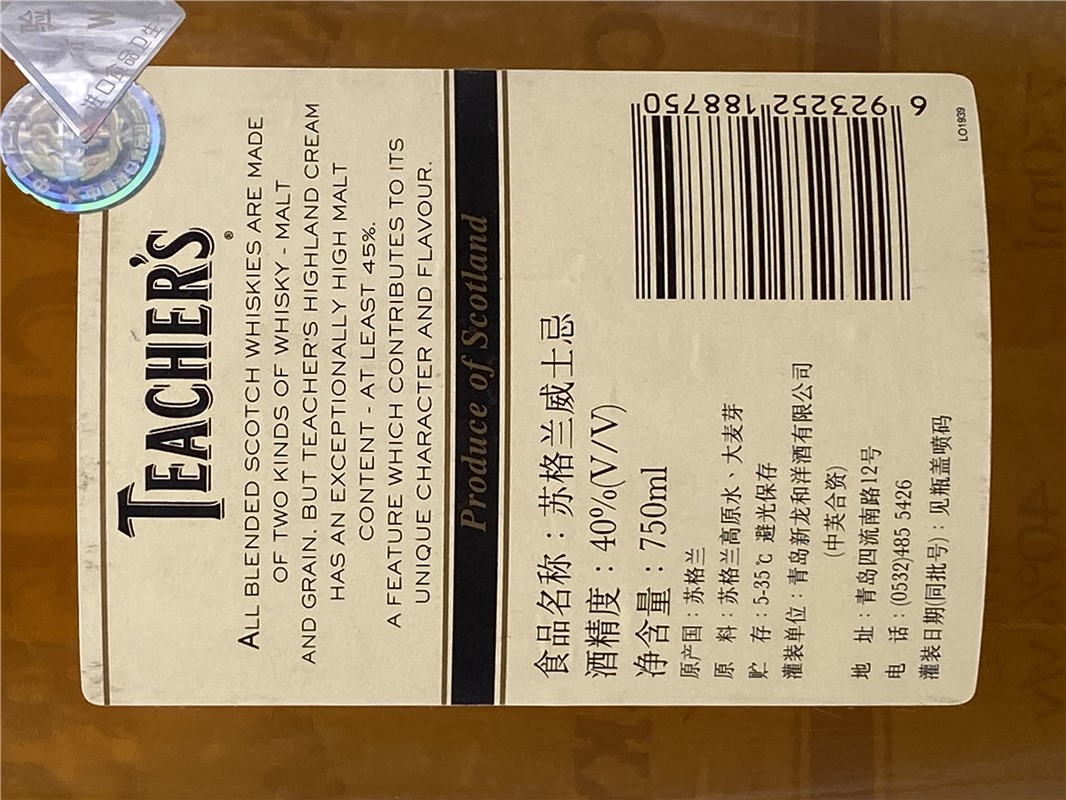 TEACHER'S®
ALL BLENDED SCOTCH WHISKIES ARE MADE
OF TWO KINDS OF WHISKY - MALT
AND GRAIN, BUT TEACHER'S HIGHLAND CREAM
HAS AN EXCEPTIONALLY HIGH MALT
CONTENT - AT LEAST 45%.
A FEATURE WHICH CONTRIBUTES TO ITS
UNIQUE CHARACTER AND FLAVOUR.
Produce of Scotland
食品名称：苏格兰威士忌
酒精度：40%(V/V)
净含量：750ml
原产国：苏格兰
原　料：苏格兰高原水、大麦芽
贮　存：5-35℃ 避光保存
灌装单位：青岛新龙和洋酒有限公司
(中英合资)
地　址：青岛四流南路12号
电　话：(0532)485 5426
灌装日期(同批号)：见瓶盖喷码
6 923252 188750
LO1939
进口食品卫生